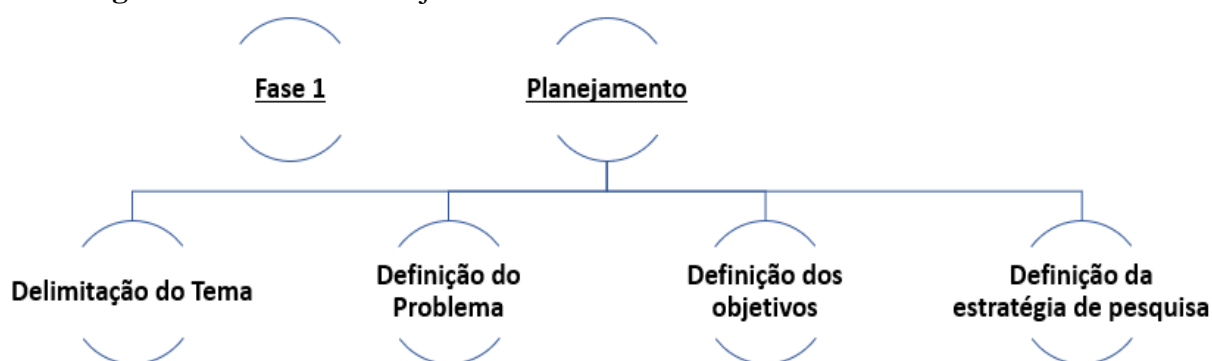 Fase 1
Planejamento
Delimitação do Tema
Definição do
Problema
Definição dos
objetivos
Definição da
estratégia de pesquisa